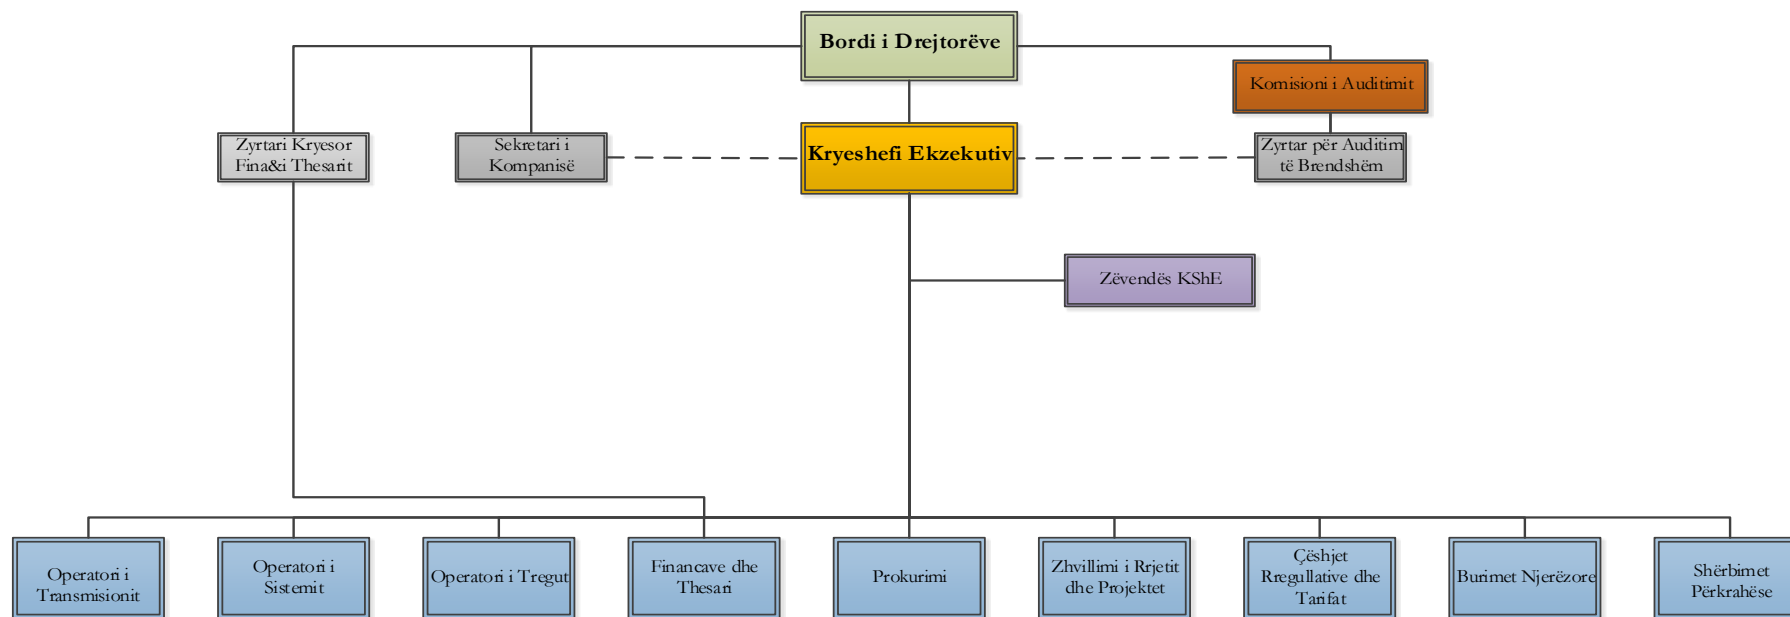 Bordi i Drejtorëve
Komisioni i Auditimit
Zyrtari Kryesor
Fina&i Thesarit
Sekretari i
Kompanisë
Kryeshefi Ekzekutiv
Zyrtar për Auditim
të Brendshëm
Zëvendës KShE
Operatori i
Transmisionit
Operatori i
Sistemit
Operatori i Tregut
Financave dhe
Thesari
Prokurimi
Zhvillimi i Rrjetit
dhe Projektet
Çështjet
Rregullative dhe
Tarifat
Burimet Njerëzore
Shërbimet
Përkrahëse